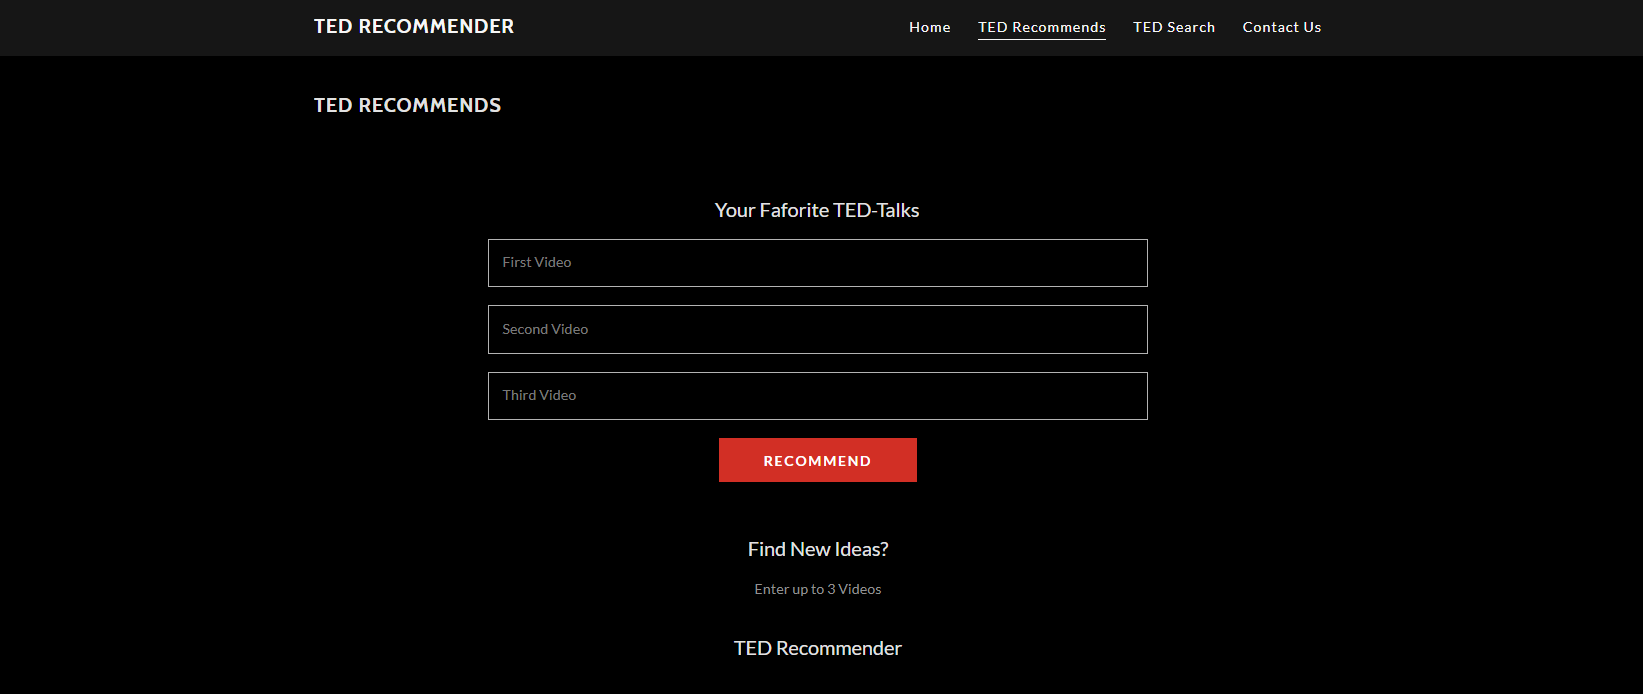 TED RECOMMENDER
Home TED Recommends TED Search Contact Us
TED RECOMMENDS
Your Faforite TED-Talks
First Video
Second Video
Third Video
RECOMMEND
Find New Ideas?
Enter up to 3 Videos
TED Recommender